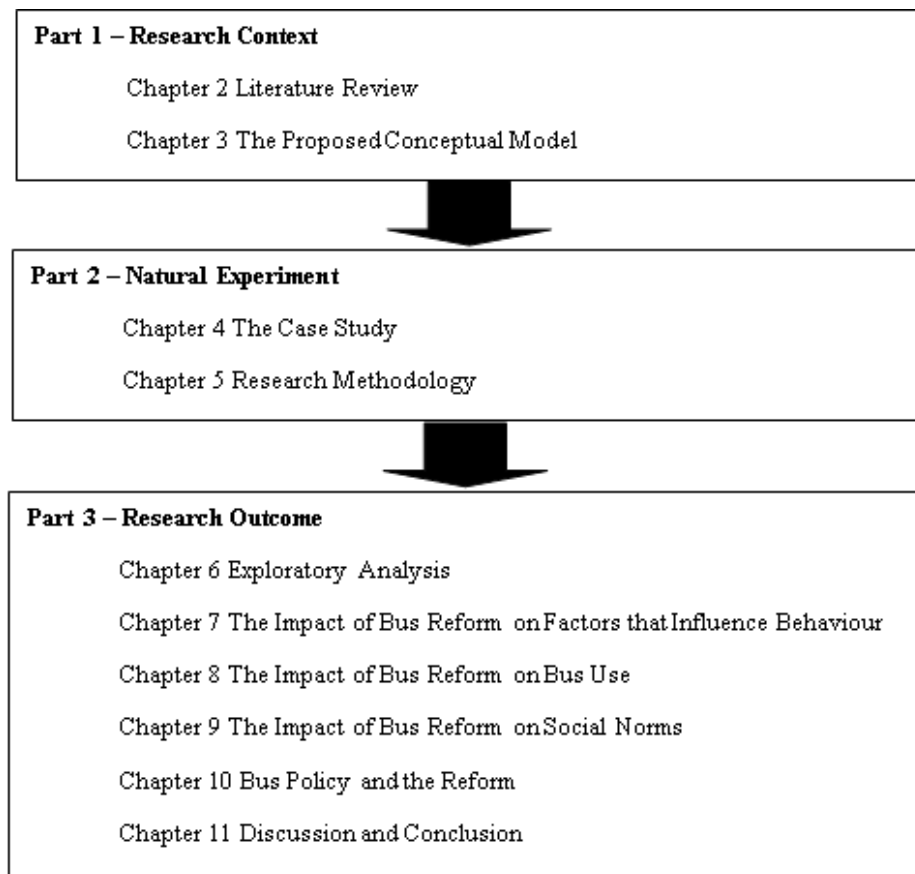 Part 1 – Research Context
Chapter 2 Literature Review
Chapter 3 The Proposed Conceptual Model
Part 2 – Natural Experiment
Chapter 4 The Case Study
Chapter 5 Research Methodology
Part 3 – Research Outcome
Chapter 6 Exploratory Analysis
Chapter 7 The Impact of Bus Reform on Factors that Influence Behaviour
Chapter 8 The Impact of Bus Reform on Bus Use
Chapter 9 The Impact of Bus Reform on Social Norms
Chapter 10 Bus Policy and the Reform
Chapter 11 Discussion and Conclusion